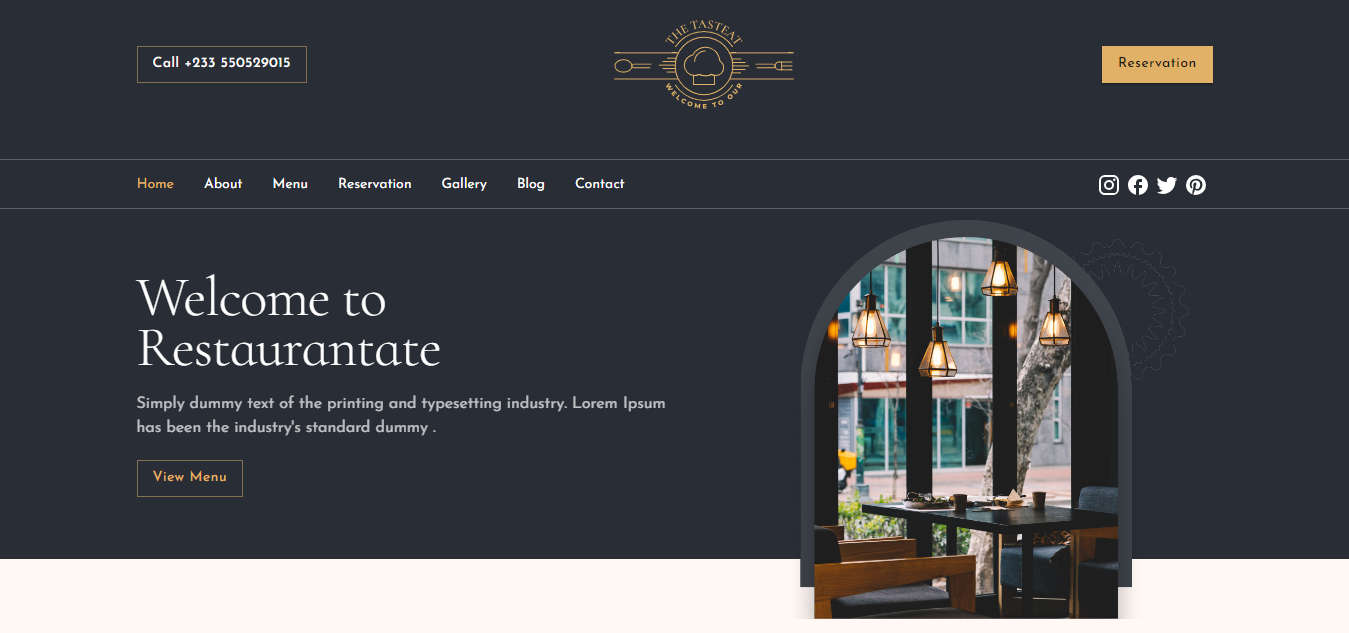 THE TASTEAT
Call +233 550529015
Reservation
WELCOME TO OUR
Home About Menu Reservation Gallery Blog Contact
Welcome to
Restaurantate
Simply dummy text of the printing and typesetting industry. Lorem Ipsum
has been the industry's standard dummy .
View Menu